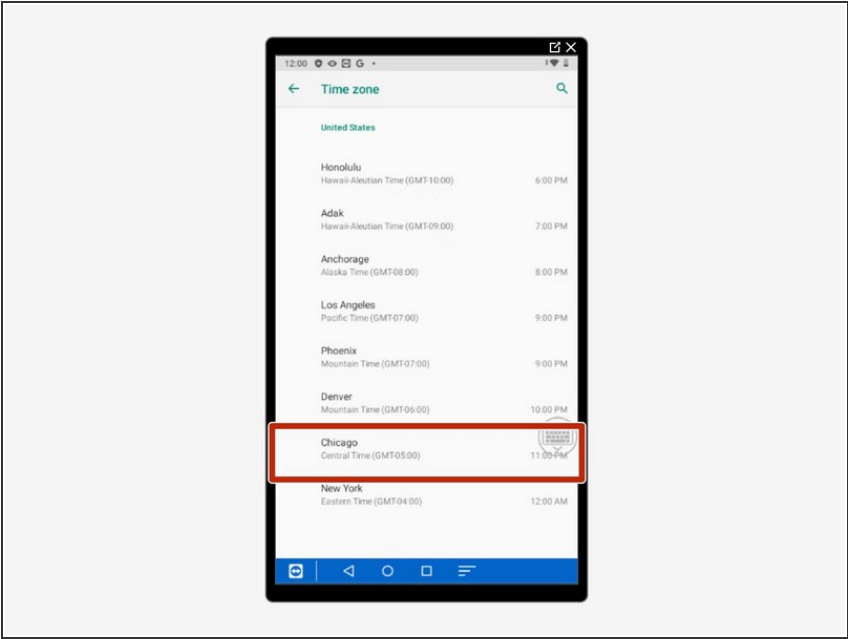 12:00
Time zone
United States
Honolulu
Hawaii-Aleutian Time (GMT-10:00) 6:00 PM
Adak
Hawaii-Aleutian Time (GMT-09:00) 7:00 PM
Anchorage
Alaska Time (GMT-08:00) 8:00 PM
Los Angeles
Pacific Time (GMT-07:00) 9:00 PM
Phoenix
Mountain Time (GMT-07:00) 9:00 PM
Denver
Mountain Time (GMT-06:00) 10:00 PM
Chicago
Central Time (GMT-05:00) 11:00 PM
New York
Eastern Time (GMT-04:00) 12:00 AM